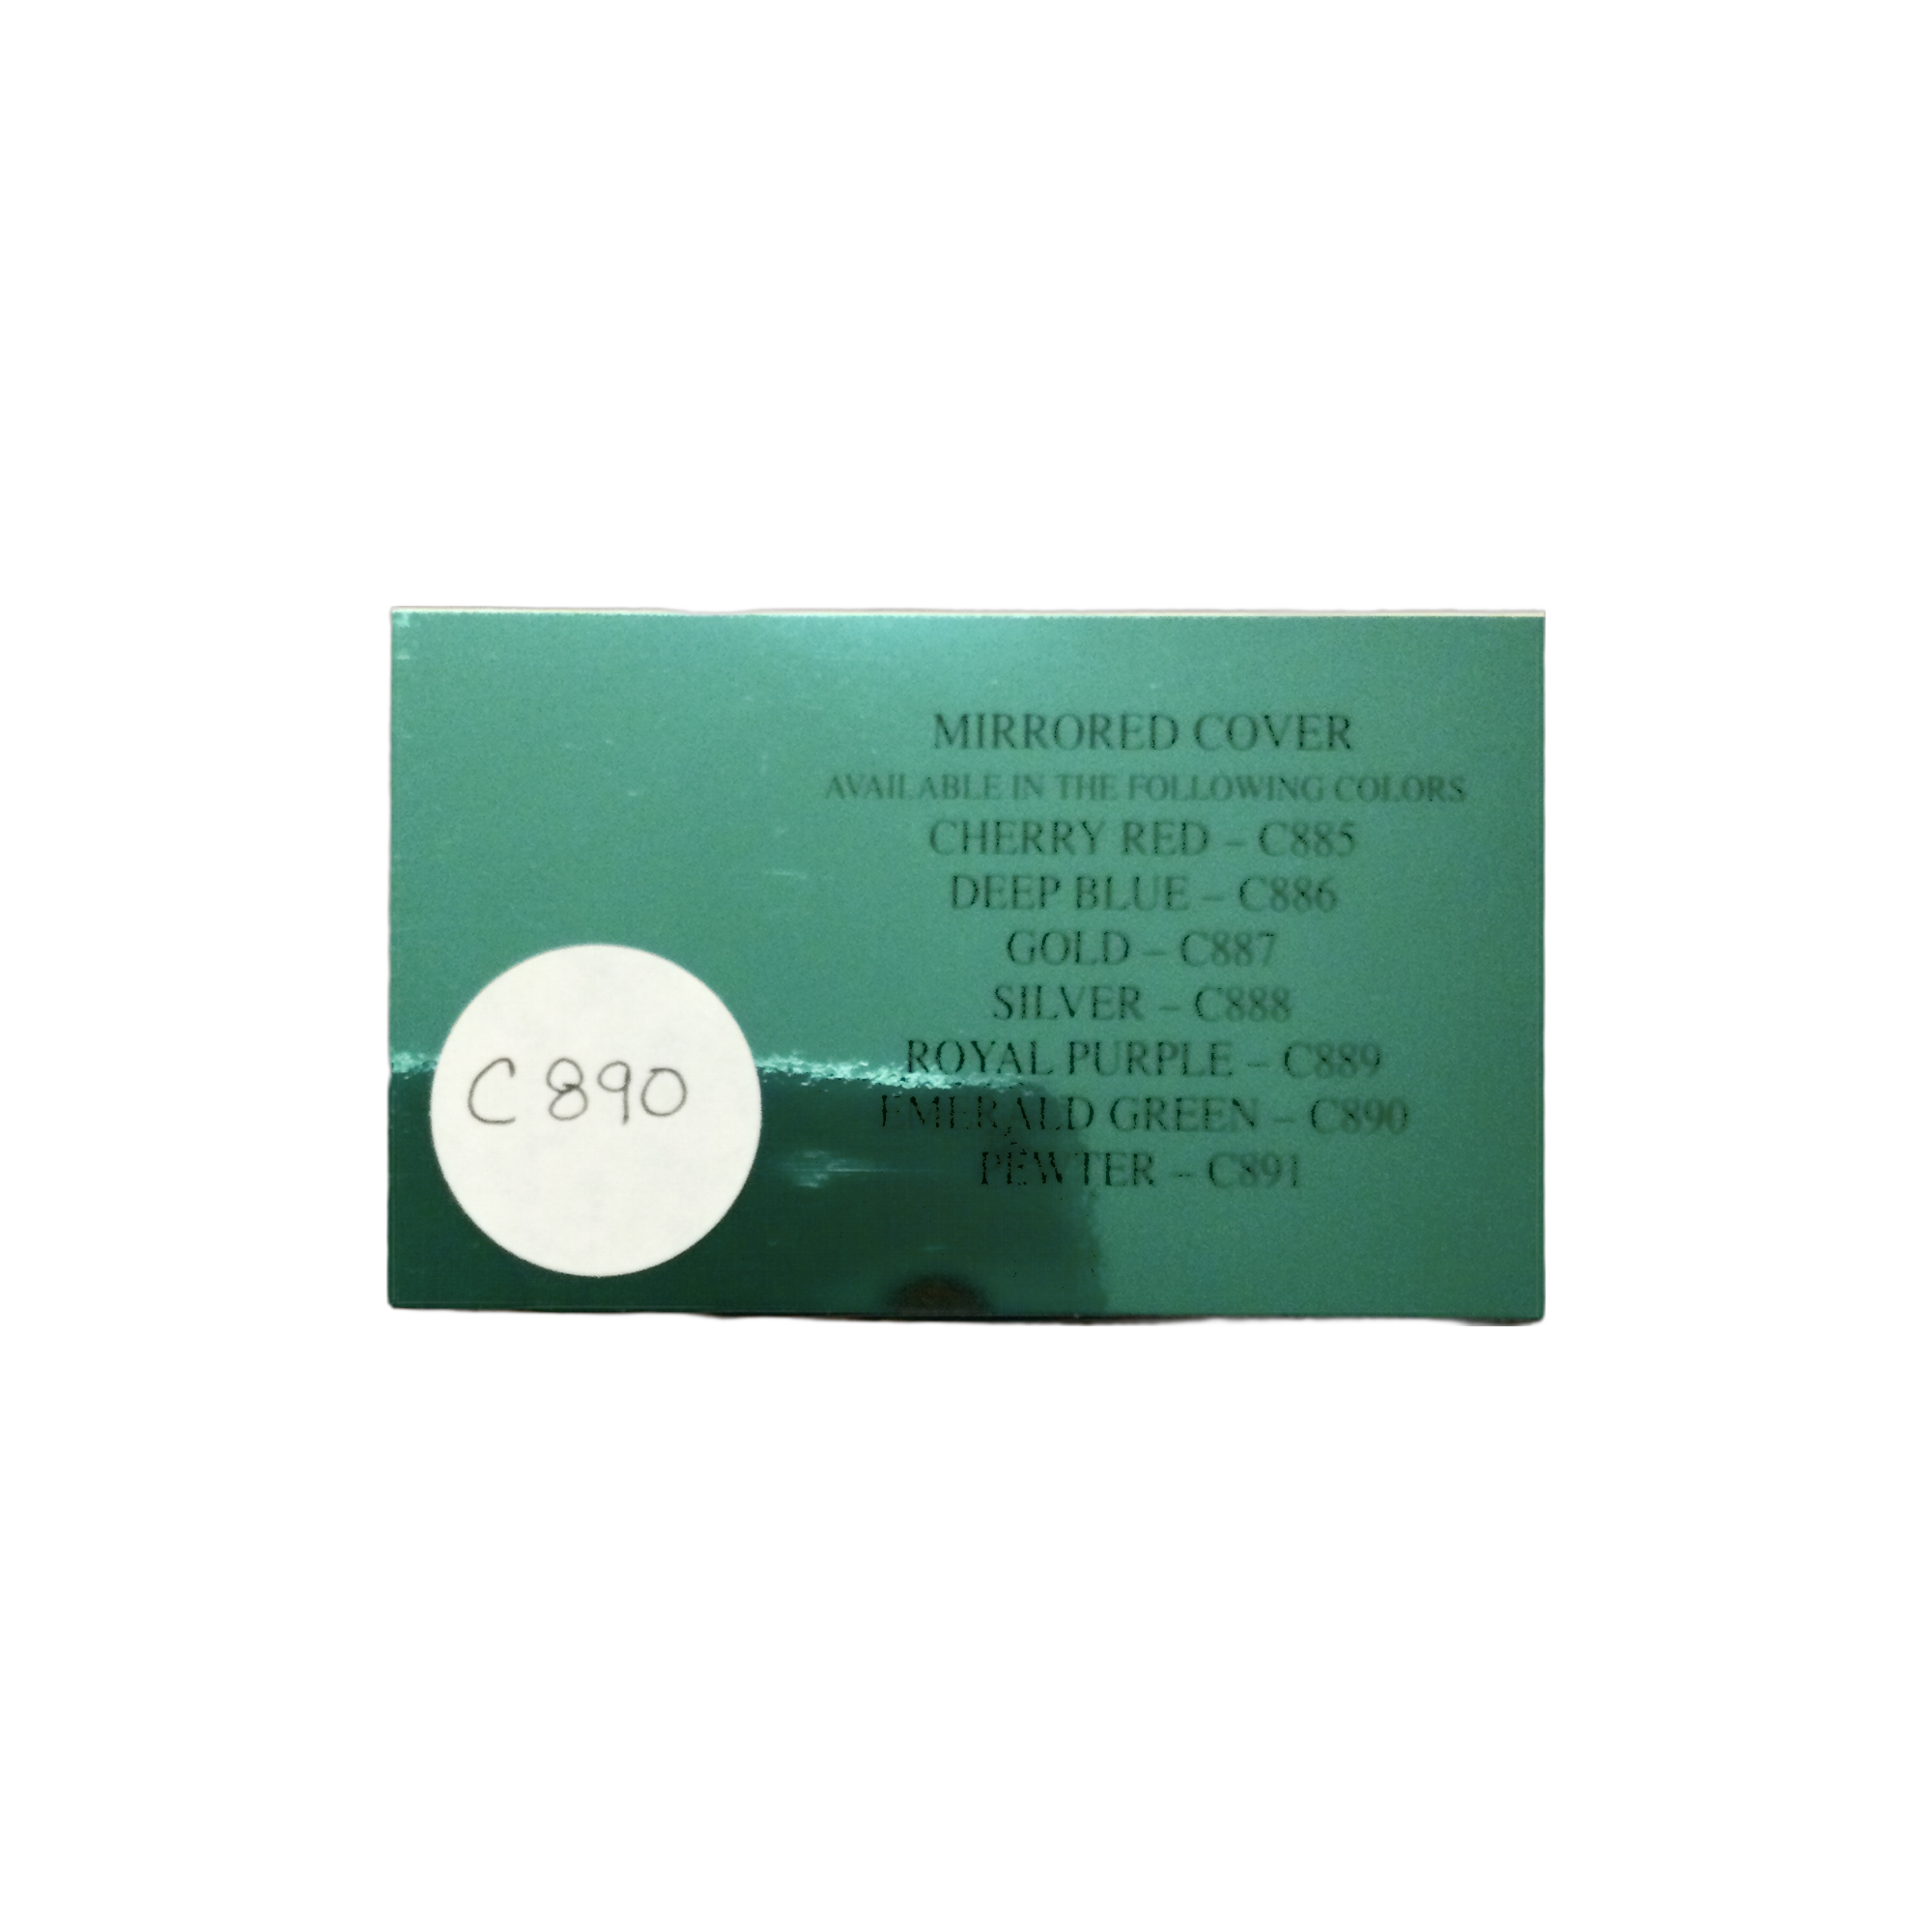 MIRRORED COVER
AVAILABLE IN THE FOLLOWING COLORS
CHERRY RED – C885
DEEP BLUE – C886
GOLD – C887
SILVER – C888
ROYAL PURPLE – C889
EMERALD GREEN – C890
PEWTER – C891
C890